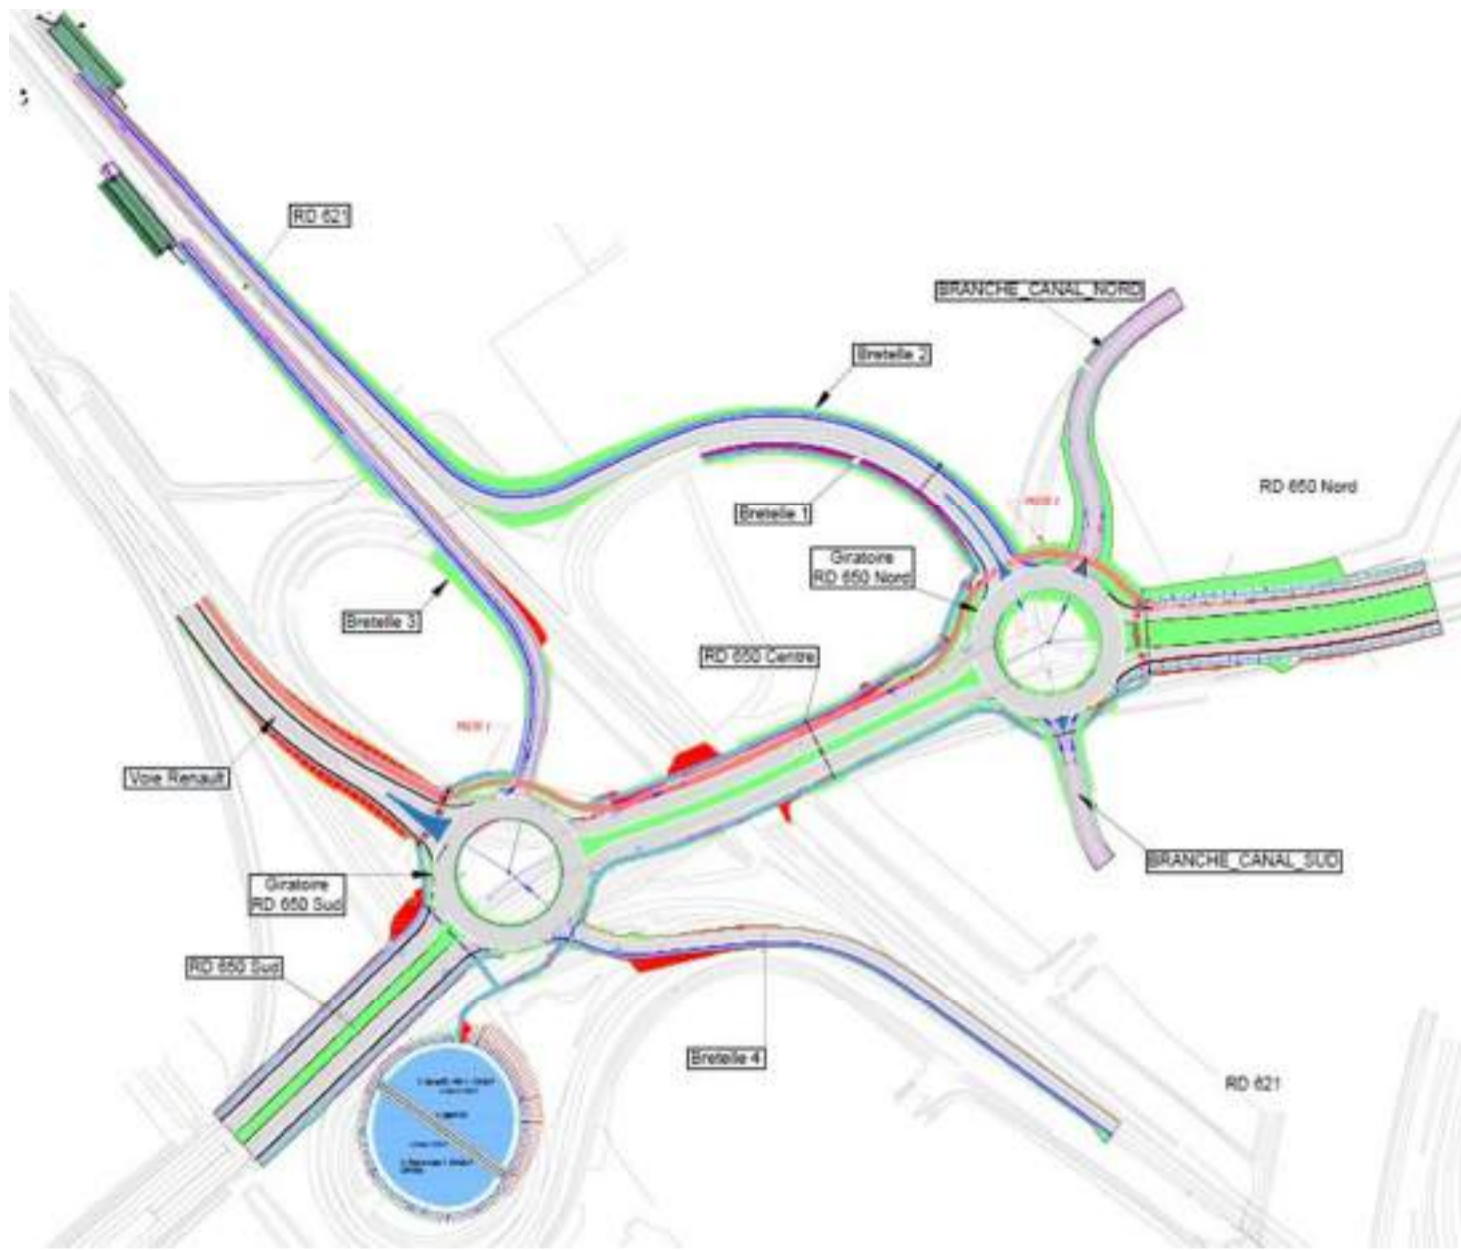 RD 621
BRANCHE_CANAL_NORD
Bretelle 2
RD 650 Nord
Bretelle 1
Giratoire
RD 650 Nord
Bretelle 3
RD 650 Centre
Voie Renault
BRANCHE_CANAL_SUD
Giratoire
RD 650 Sud
RD 650 Sud
Bretelle 4
RD 621